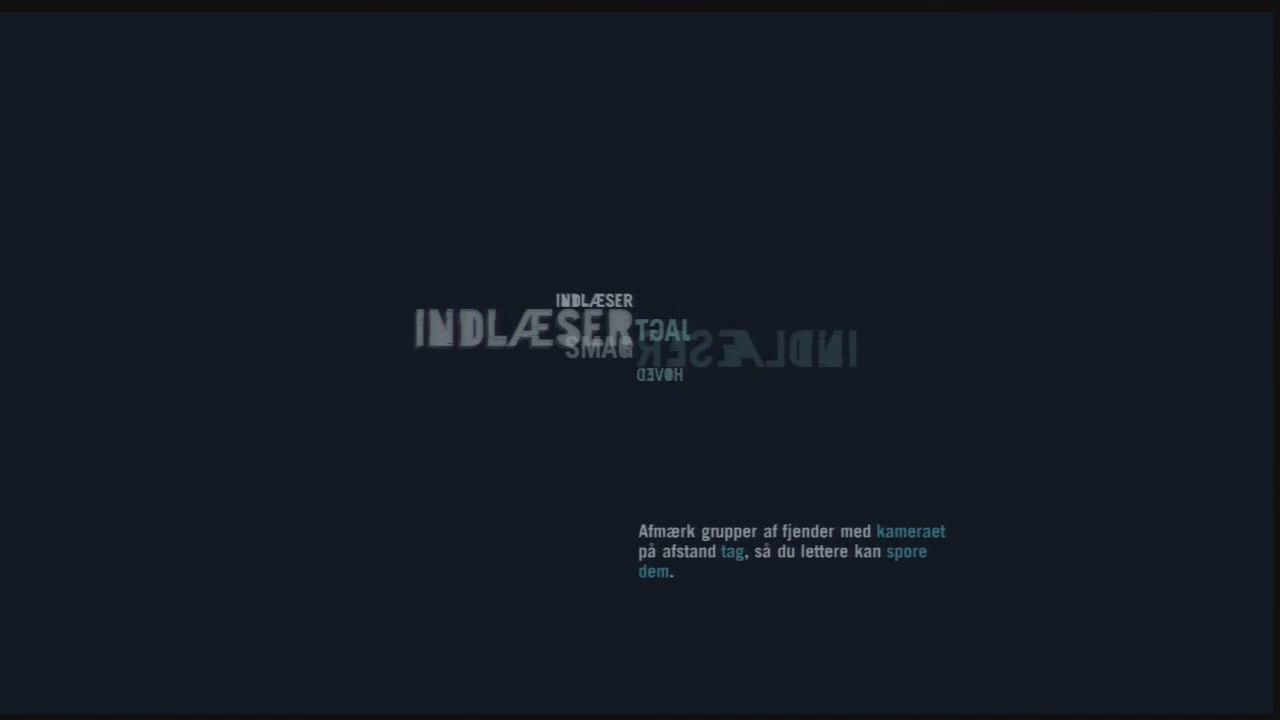 INDLÆSER
INDLÆSER
JAGT
SMAG
INDLÆSER
HOVED
Afmærk grupper af fjender med kameraet
på afstand tag, så du lettere kan spore
dem.